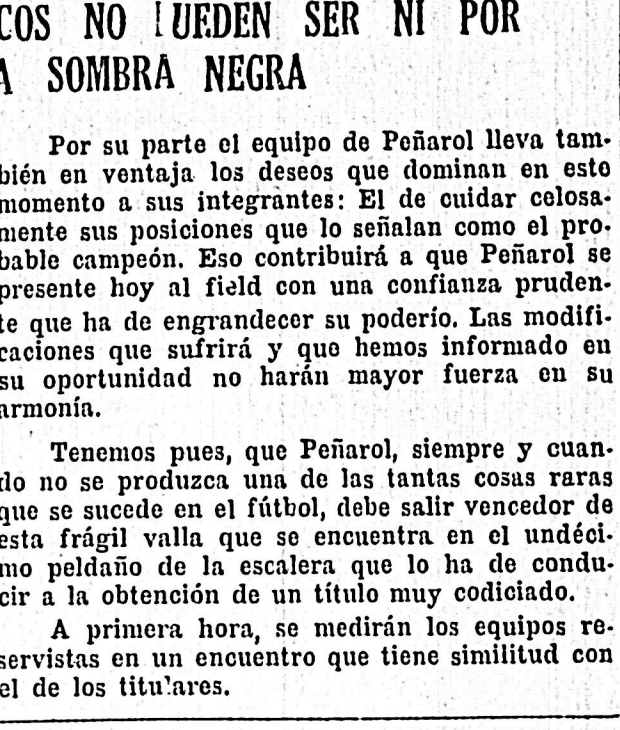 COS NO PUEDEN SER NI POR
A SOMBRA NEGRA
Por su parte el equipo de Peñarol lleva tam-
bién en ventaja los deseos que dominan en este
momento a sus integrantes: El de cuidar celosa-
mente sus posiciones que lo señalan como el pro-
bable campeón. Eso contribuirá a que Peñarol se
presente hoy al field con una confianza pruden-
te que ha de engrandecer su poderío. Las modifi-
caciones que sufrirá y que hemos informado en
su oportunidad no harán mayor fuerza en su
armonía.
Tenemos pues, que Peñarol, siempre y cuan-
do no se produzca una de las tantas cosas raras
que se sucede en el fútbol, debe salir vencedor de
esta frágil valla que se encuentra en el undéci-
mo peldaño de la escalera que lo ha de condu-
cir a la obtención de un título muy codiciado.
A primera hora, se medirán los equipos re-
servistas en un encuentro que tiene similitud con
el de los titulares.